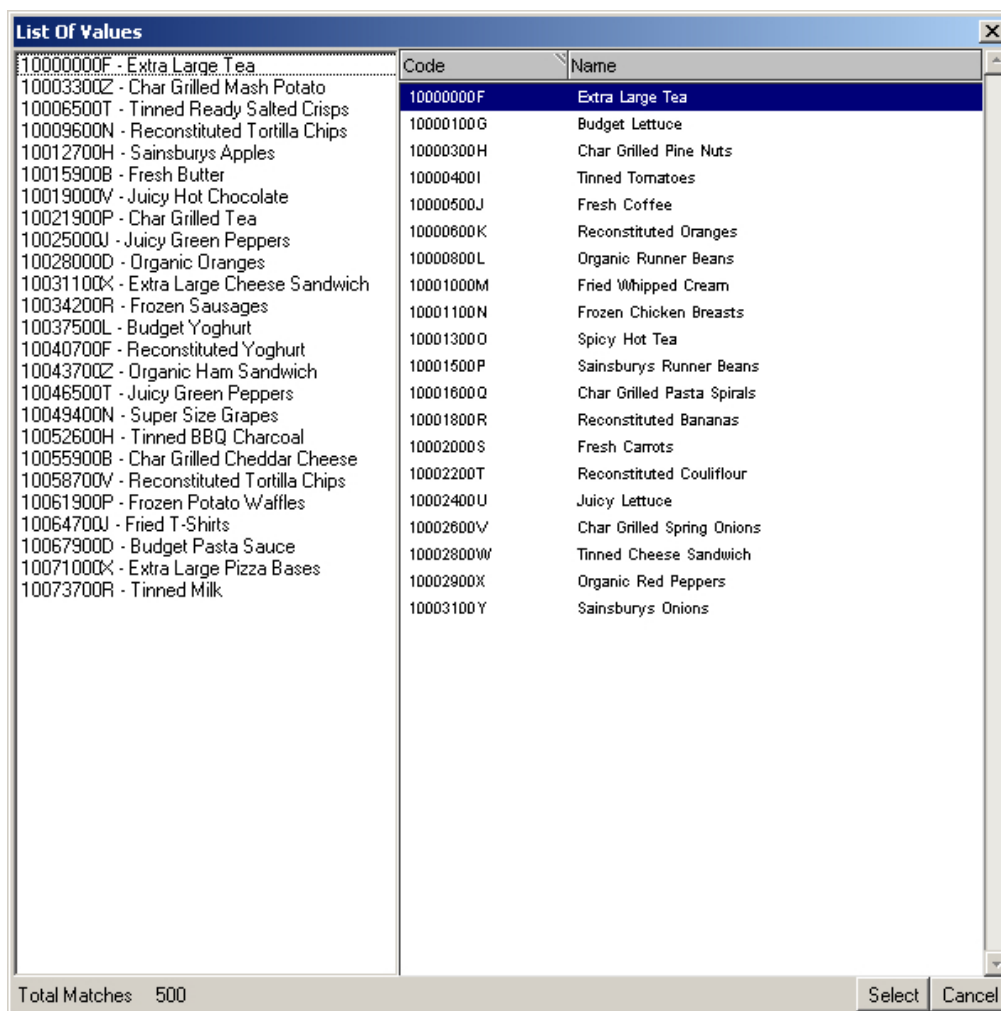 List Of Values
10000000F - Extra Large Tea
10003300Z - Char Grilled Mash Potato
10006500T - Tinned Ready Salted Crisps
10009600N - Reconstituted Tortilla Chips
10012700H - Sainsburys Apples
10015900B - Fresh Butter
10019000V - Juicy Hot Chocolate
10021900P - Char Grilled Tea
10025000J - Juicy Green Peppers
10028000D - Organic Oranges
10031100X - Extra Large Cheese Sandwich
10034200R - Frozen Sausages
10037500L - Budget Yoghurt
10040700F - Reconstituted Yoghurt
10043700Z - Organic Ham Sandwich
10046500T - Juicy Green Peppers
10049400N - Super Size Grapes
10052600H - Tinned BBQ Charcoal
10055900B - Char Grilled Cheddar Cheese
10058700V - Reconstituted Tortilla Chips
10061900P - Frozen Potato Waffles
10064700J - Fried T-Shirts
10067900D - Budget Pasta Sauce
10071000X - Extra Large Pizza Bases
10073700R - Tinned Milk
Code Name
10000000F Extra Large Tea
10000100G Budget Lettuce
10000300H Char Grilled Pine Nuts
10000400I Tinned Tomatoes
10000500J Fresh Coffee
10000600K Reconstituted Oranges
10000800L Organic Runner Beans
10001000M Fried Whipped Cream
10001100N Frozen Chicken Breasts
10001300O Spicy Hot Tea
10001500P Sainsburys Runner Beans
10001600Q Char Grilled Pasta Spirals
10001800R Reconstituted Bananas
10002000S Fresh Carrots
10002200T Reconstituted Couliflour
10002400U Juicy Lettuce
10002600V Char Grilled Spring Onions
10002800W Tinned Cheese Sandwich
10002900X Organic Red Peppers
10003100Y Sainsburys Onions
Total Matches 500
Select Cancel